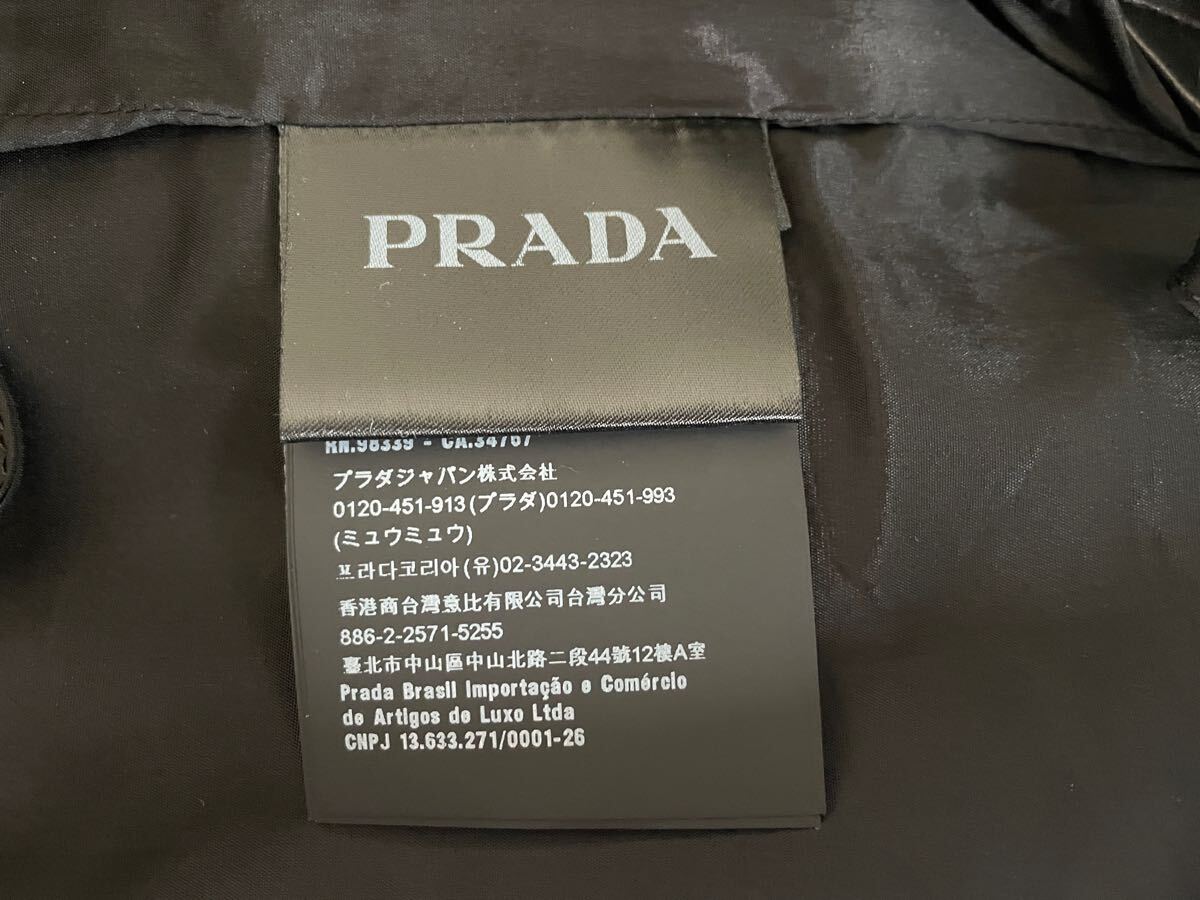 PRADA
RN.98339 - CA.34767
プラダジャパン株式会社
0120-451-913(プラダ)0120-451-993
(ミュウミュウ)
프라다코리아(유)02-3443-2323
香港商台灣意比有限公司台灣分公司
886-2-2571-5255
臺北市中山區中山北路二段44號12樓A室
Prada Brasil Importação e Comércio
de Artigos de Luxo Ltda
CNPJ 13.633.271/0001-26